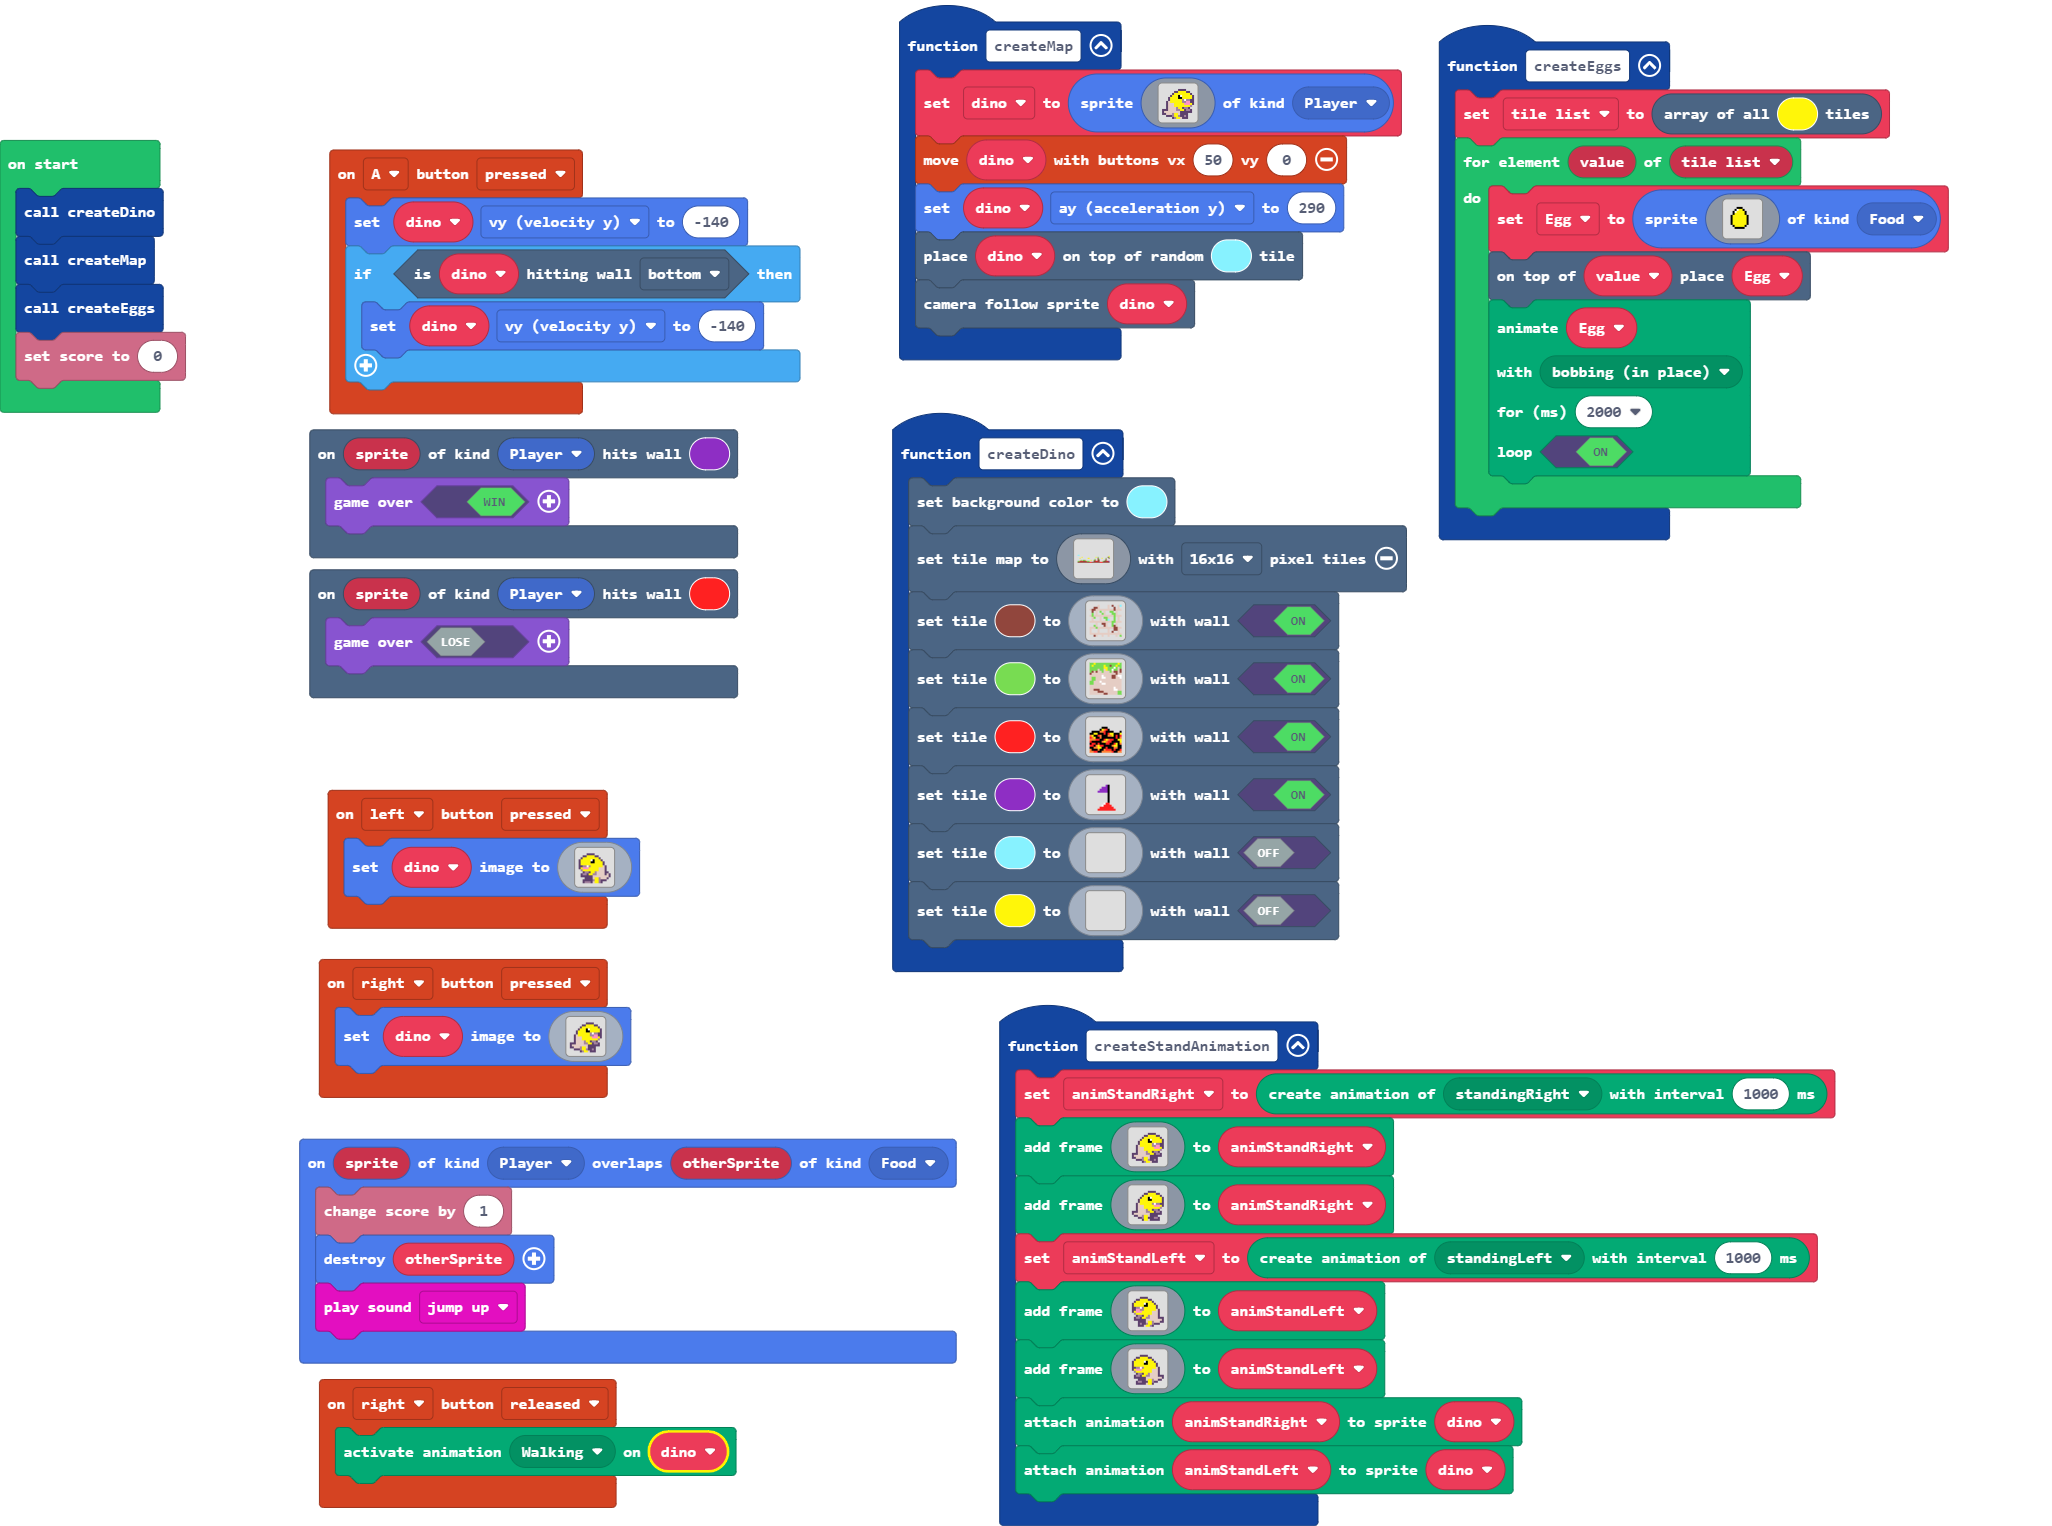 on start
call createDino
call createMap
call createEggs
set score to 0
on A button pressed
set dino vy (velocity y) to -140
if is dino hitting wall bottom then
set dino vy (velocity y) to -140
on sprite of kind Player hits wall
game over WIN
on sprite of kind Player hits wall
game over LOSE
on left button pressed
set dino image to
on right button pressed
set dino image to
on sprite of kind Player overlaps otherSprite of kind Food
change score by 1
destroy otherSprite
play sound jump up
on right button released
activate animation Walking on dino
function createMap
set dino to sprite of kind Player
move dino with buttons vx 50 vy 0
set dino ay (acceleration y) to 290
place dino on top of random tile
camera follow sprite dino
function createDino
set background color to
set tile map to with 16x16 pixel tiles
set tile to with wall ON
set tile to with wall ON
set tile to with wall ON
set tile to with wall ON
set tile to with wall OFF
set tile to with wall OFF
function createStandAnimation
set animStandRight to create animation of standingRight with interval 1000 ms
add frame to animStandRight
add frame to animStandRight
set animStandLeft to create animation of standingLeft with interval 1000 ms
add frame to animStandLeft
add frame to animStandLeft
attach animation animStandRight to sprite dino
attach animation animStandLeft to sprite dino
function createEggs
set tile list to array of all tiles
for element value of tile list
do
set Egg to sprite of kind Food
on top of value place Egg
animate Egg
with bobbing (in place)
for (ms) 2000
loop ON